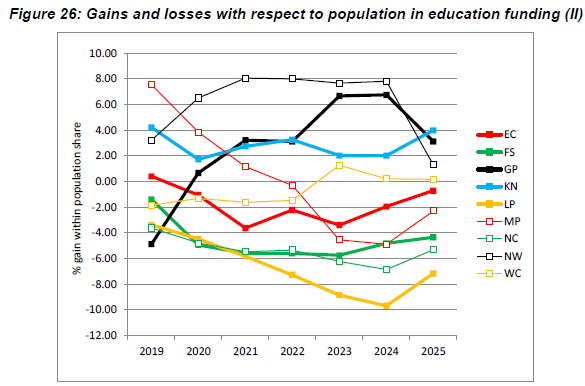 Figure 26: Gains and losses with respect to population in education funding (II)
% gain within population share
10.00
8.00
6.00
4.00
2.00
0.00
-2.00
-4.00
-6.00
-8.00
-10.00
-12.00
2019 2020 2021 2022 2023 2024 2025
EC
FS
GP
KN
LP
MP
NC
NW
WC